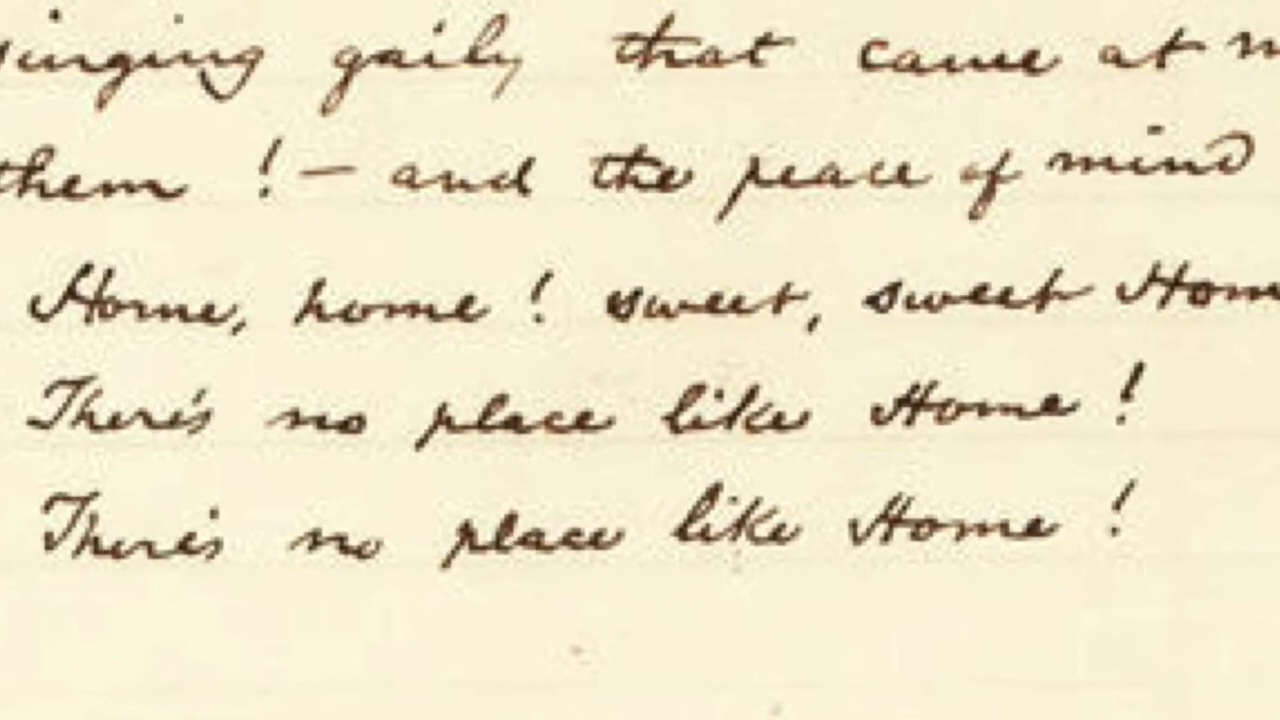 singing gaily that came at m
them ! — and the peace of mind
Home, home ! sweet, sweet Hom
There's no place like Home !
There's no place like Home !